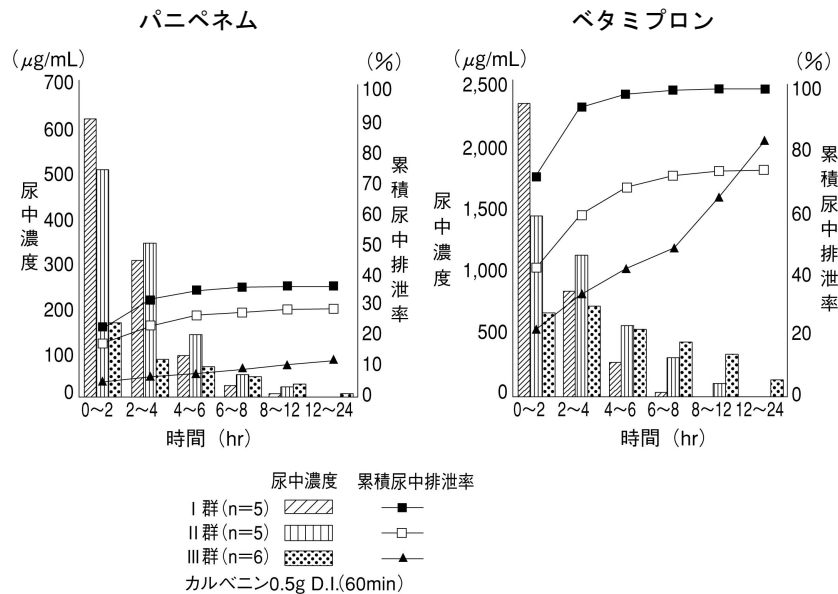 パニペネム
(μg/mL)
700
600
500
400
300
200
100
0
尿中濃度
(%)
100
90
80
70
60
50
40
30
20
10
0
累積尿中排泄率
0〜2 2〜4 4〜6 6〜8 8〜12 12〜24
時間（hr）
ベタミプロン
(μg/mL)
2,500
2,000
1,500
1,000
500
0
尿中濃度
(%)
100
80
60
40
20
0
累積尿中排泄率
0〜2 2〜4 4〜6 6〜8 8〜12 12〜24
時間（hr）
尿中濃度 累積尿中排泄率
Ⅰ群(n=5)
Ⅱ群(n=5)
Ⅲ群(n=6)
カルベニン0.5g D.I.(60min)